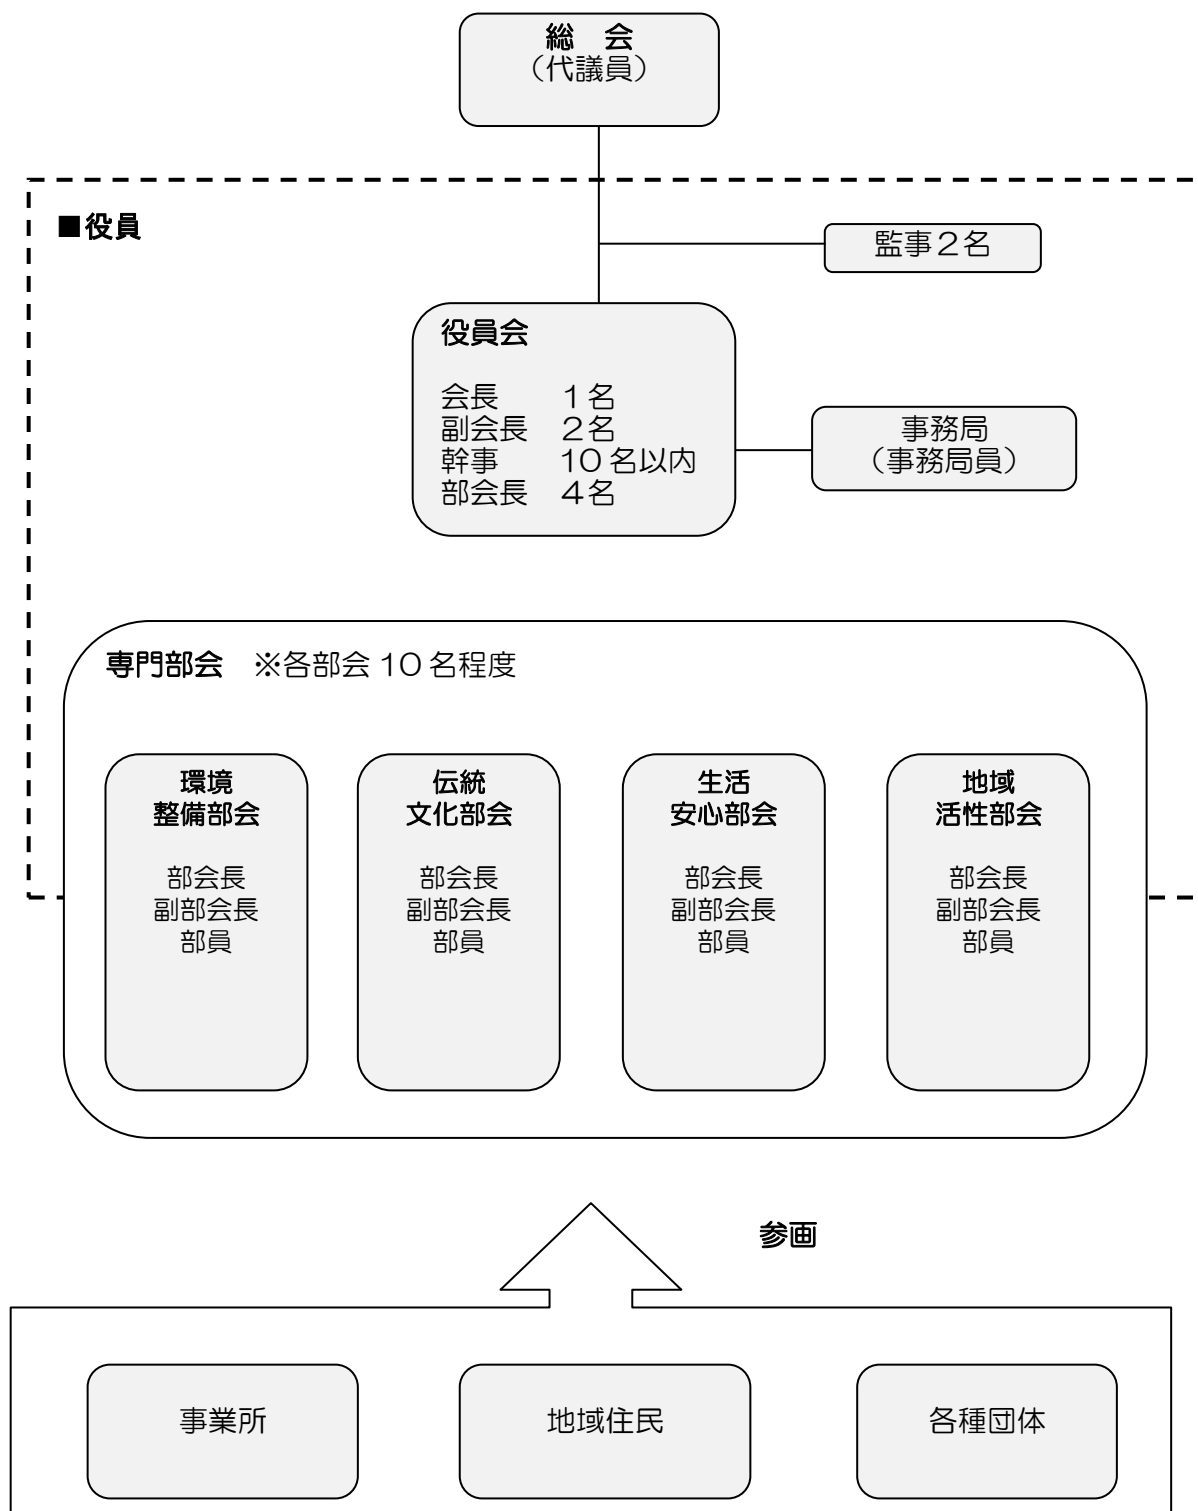 総　会
（代議員）
■役員
監事２名
役員会
会長　　１名
副会長　２名
幹事　　10名以内
部会長　４名
事務局
（事務局員）
専門部会　※各部会10名程度
環境
整備部会
部会長
副部会長
部員
伝統
文化部会
部会長
副部会長
部員
生活
安心部会
部会長
副部会長
部員
地域
活性部会
部会長
副部会長
部員
参画
事業所
地域住民
各種団体